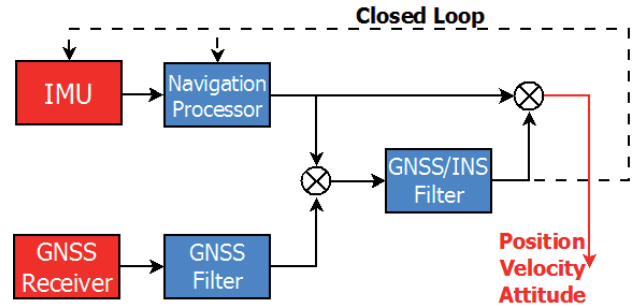 Closed Loop
IMU
Navigation
Processor
GNSS/INS
Filter
GNSS
Receiver
GNSS
Filter
Position
Velocity
Attitude